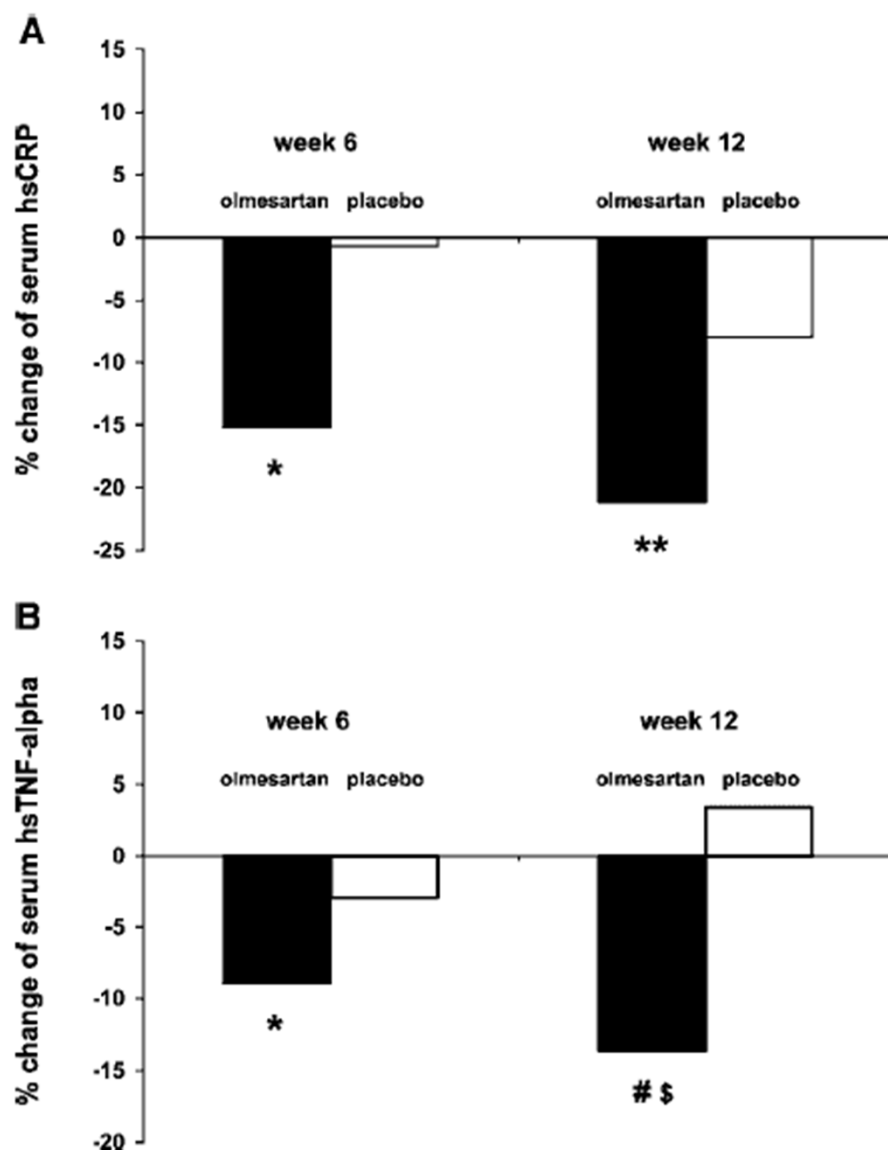 A
% change of serum hsCRP
15
10
5
0
-5
-10
-15
-20
-25
week 6
week 12
olmesartan placebo
olmesartan placebo
*
**
B
% change of serum hsTNF-alpha
15
10
5
0
-5
-10
-15
-20
week 6
week 12
olmesartan placebo
olmesartan placebo
*
# $